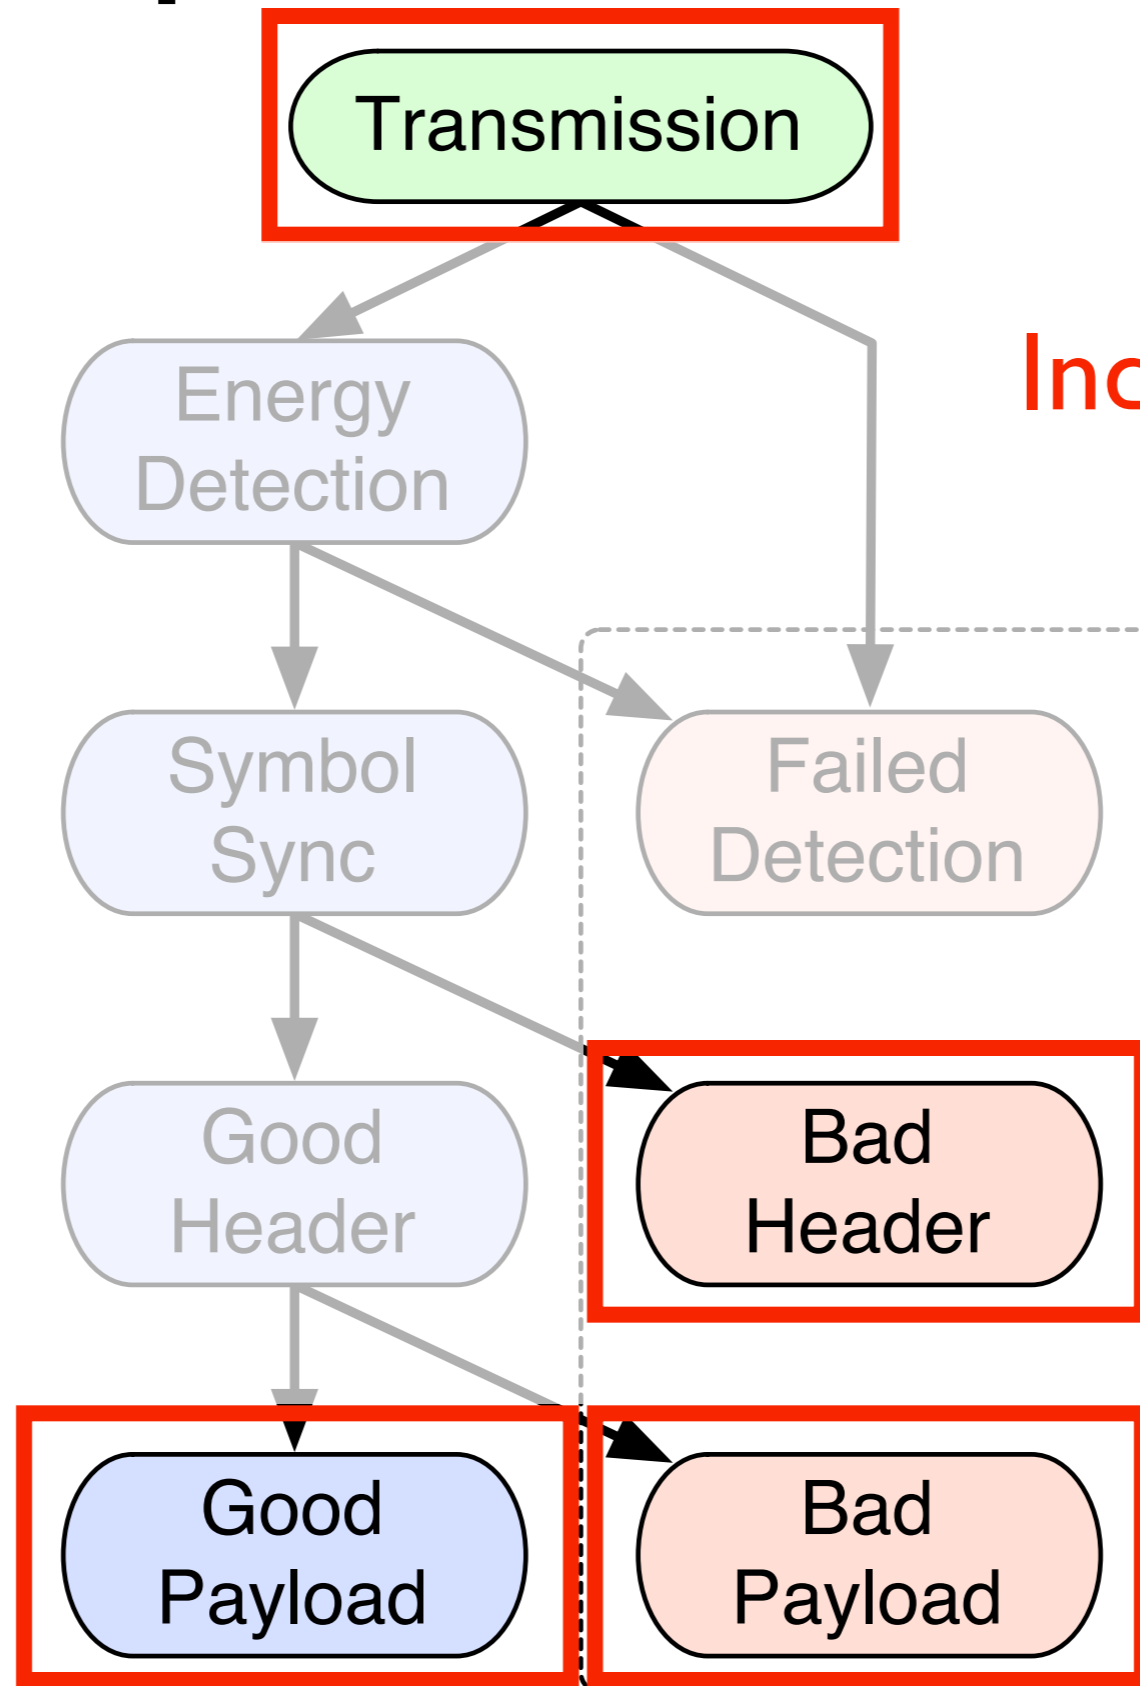 Transmission
Energy
Detection
Symbol
Sync
Failed
Detection
Good
Header
Bad
Header
Good
Payload
Bad
Payload